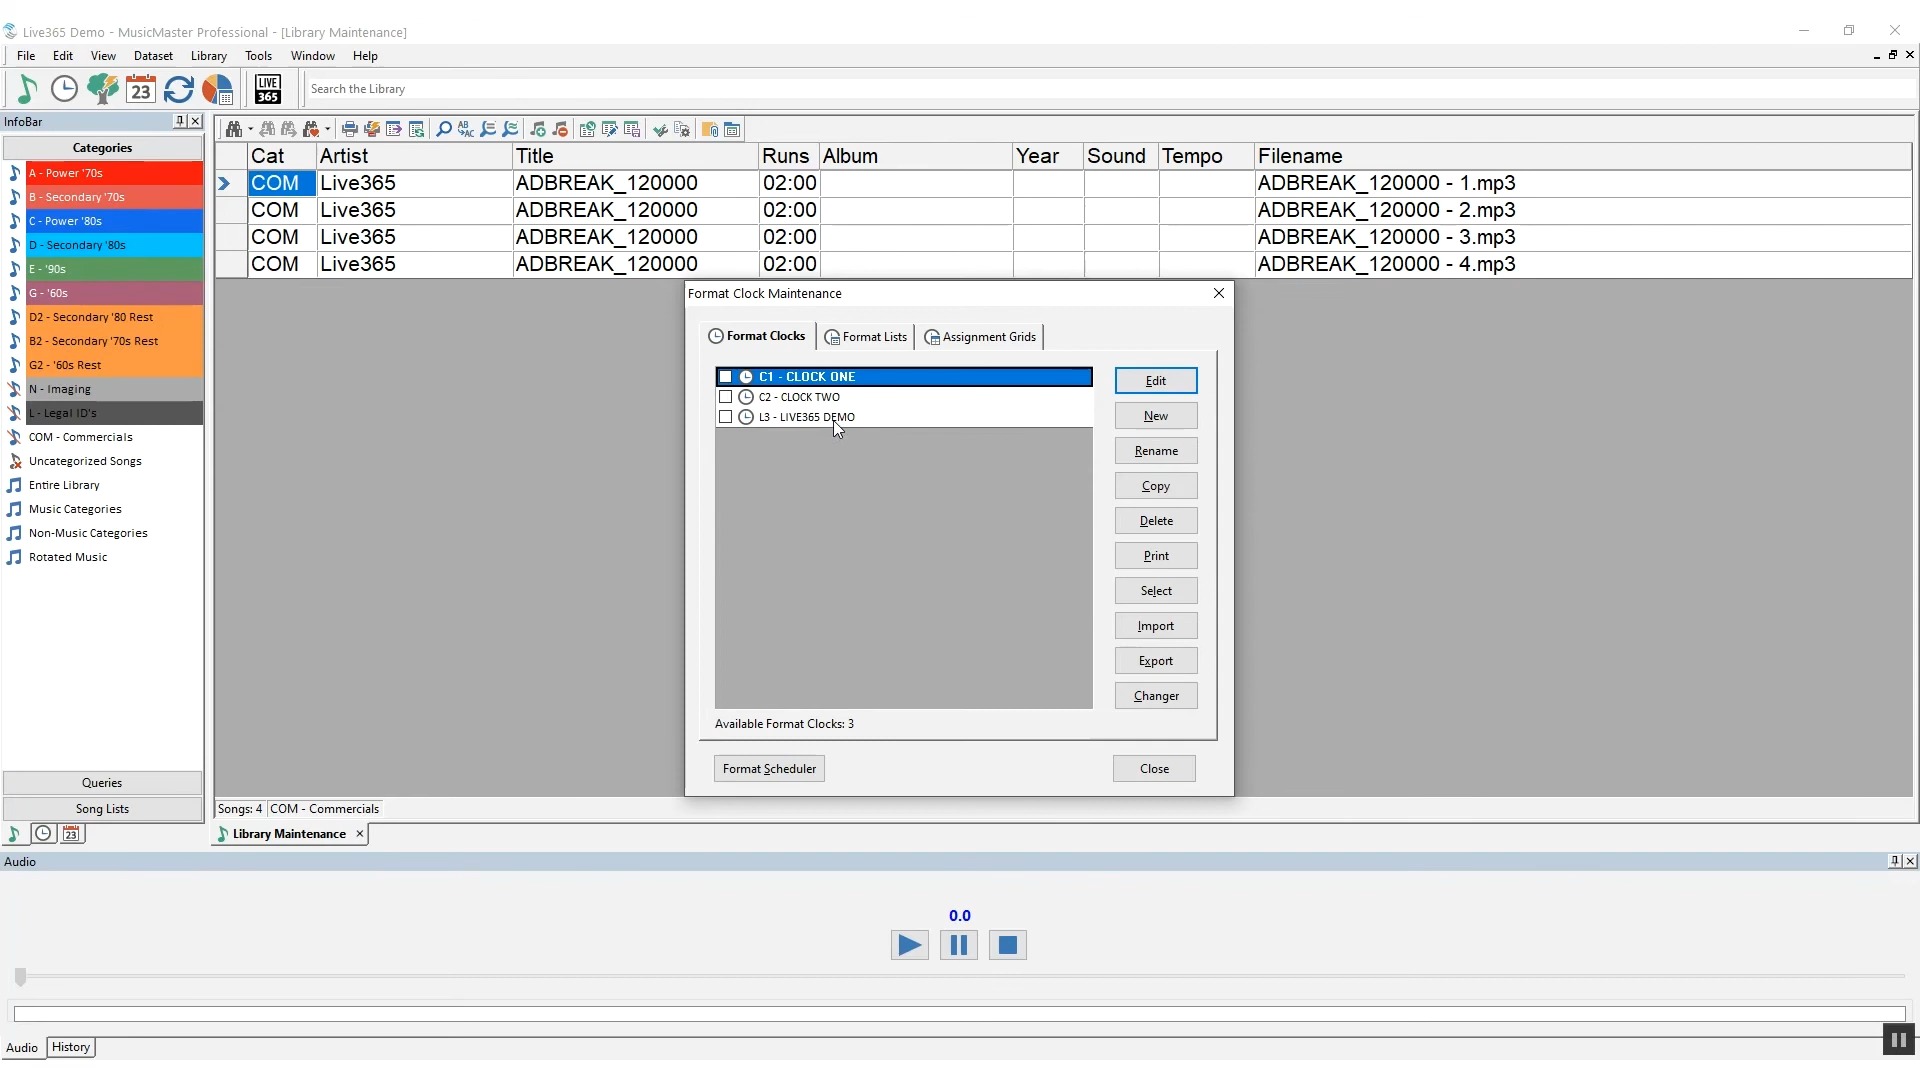 Live365 Demo - MusicMaster Professional - [Library Maintenance]
File Edit View Dataset Library Tools Window Help
23 LIVE 365 Search the Library
InfoBar
Categories
A - Power '70s
B - Secondary '70s
C - Power '80s
D - Secondary '80s
E - '90s
G - '60s
D2 - Secondary '80 Rest
B2 - Secondary '70s Rest
G2 - '60s Rest
N - Imaging
L - Legal ID's
COM - Commercials
Uncategorized Songs
Entire Library
Music Categories
Non-Music Categories
Rotated Music
Queries
Song Lists
23
Cat Artist Title Runs Album Year Sound Tempo Filename
COM Live365 ADBREAK_120000 02:00 ADBREAK_120000 - 1.mp3
COM Live365 ADBREAK_120000 02:00 ADBREAK_120000 - 2.mp3
COM Live365 ADBREAK_120000 02:00 ADBREAK_120000 - 3.mp3
COM Live365 ADBREAK_120000 02:00 ADBREAK_120000 - 4.mp3
Format Clock Maintenance
Format Clocks Format Lists Assignment Grids
C1 - CLOCK ONE
C2 - CLOCK TWO
L3 - LIVE365 DEMO
Edit
New
Rename
Copy
Delete
Print
Select
Import
Export
Changer
Available Format Clocks: 3
Format Scheduler Close
Songs: 4 COM - Commercials
Library Maintenance
Audio
0.0
Audio History